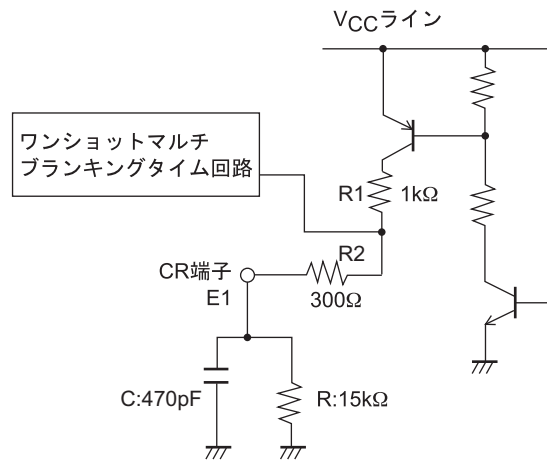 VCCライン
ワンショットマルチ
ブランキングタイム回路
R1
1kΩ
R2
300Ω
CR端子
E1
C:470pF
R:15kΩ